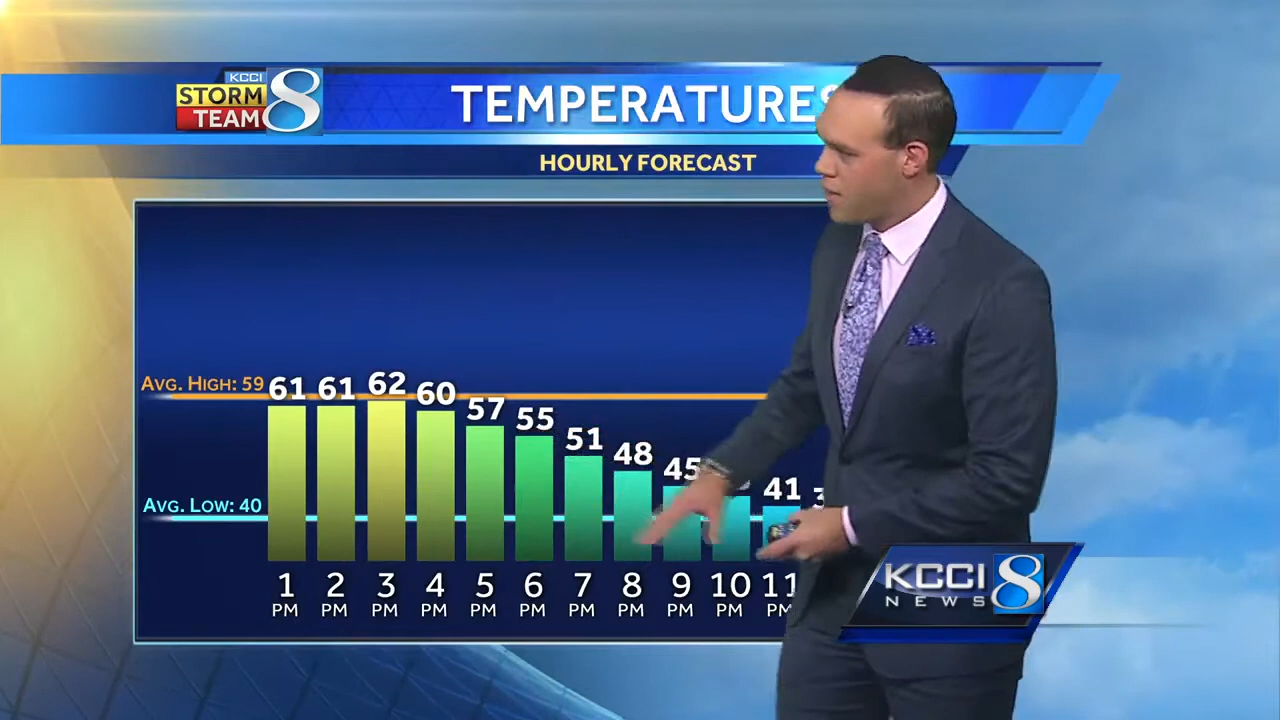 KCCI
STORM
TEAM 8
TEMPERATURES
HOURLY FORECAST
AVG. HIGH: 59
61 61 62 60 57 55 51 48 45 41
AVG. LOW: 40
1 2 3 4 5 6 7 8 9 10 11
PM PM PM PM PM PM PM PM PM PM PM
KCCI 8
NEWS